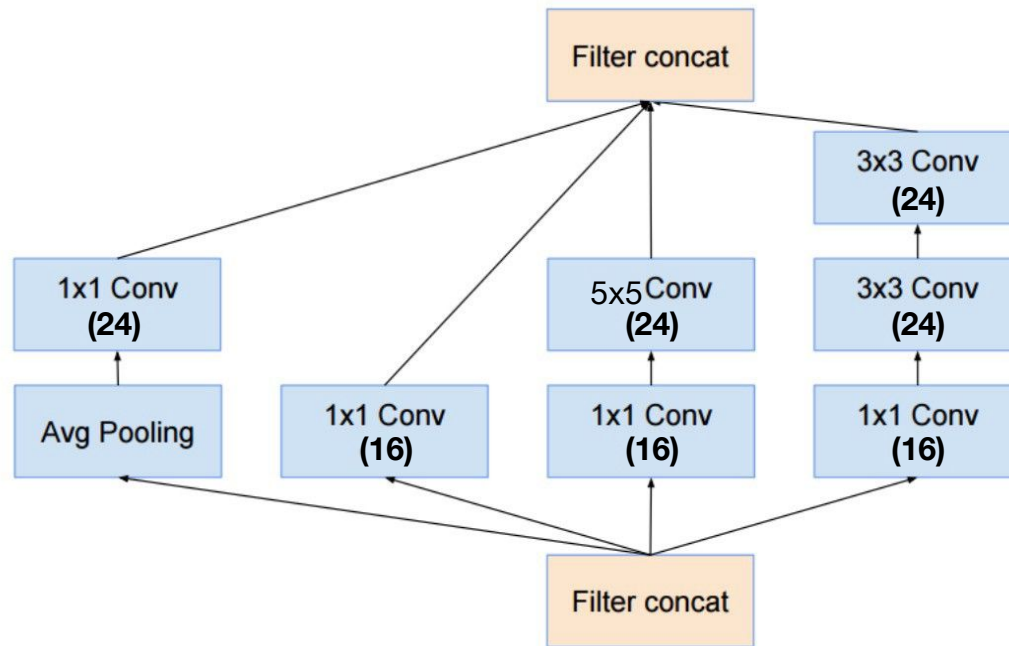 Filter concat
3x3 Conv
(24)
1x1 Conv
(24)
5x5 Conv
(24)
3x3 Conv
(24)
Avg Pooling
1x1 Conv
(16)
1x1 Conv
(16)
1x1 Conv
(16)
Filter concat